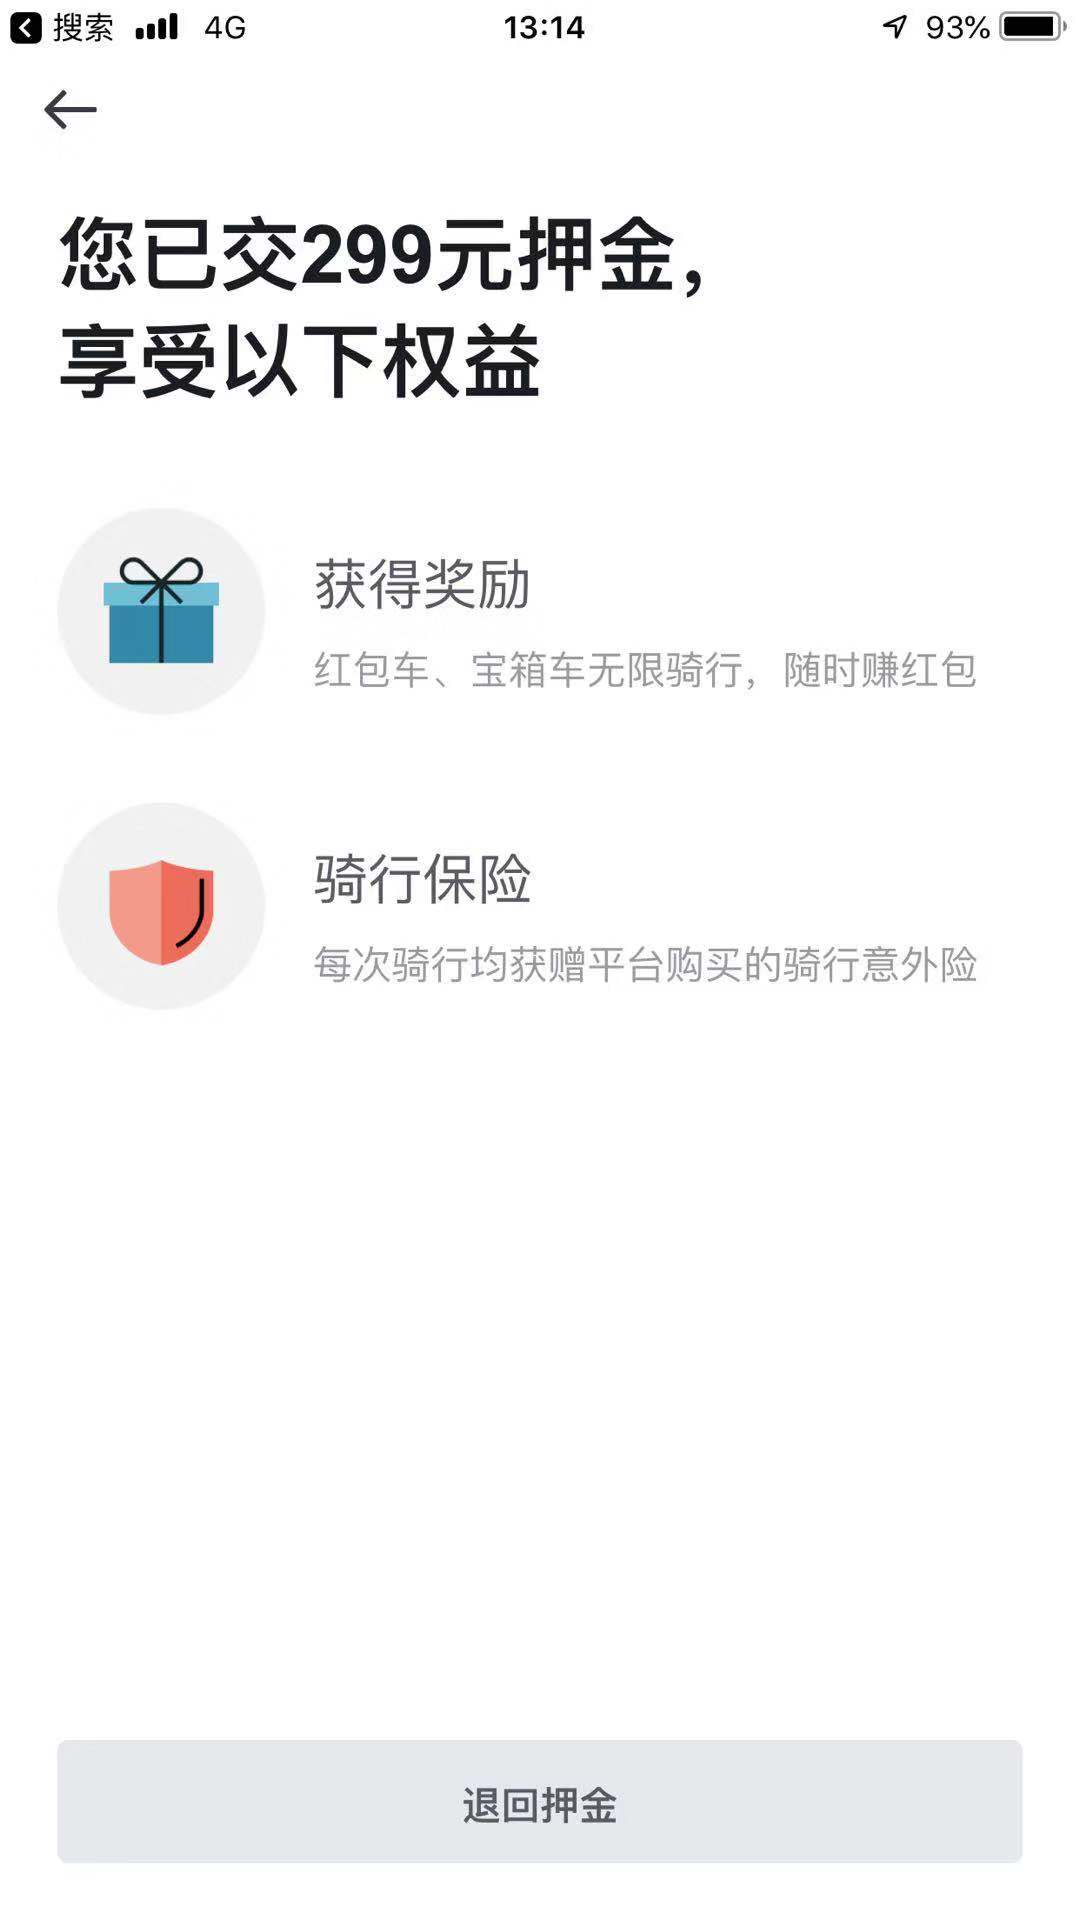 搜索 4G 13:14 93%
您已交299元押金，
享受以下权益
获得奖励
红包车、宝箱车无限骑行，随时赚红包
骑行保险
每次骑行均获赠平台购买的骑行意外险
退回押金